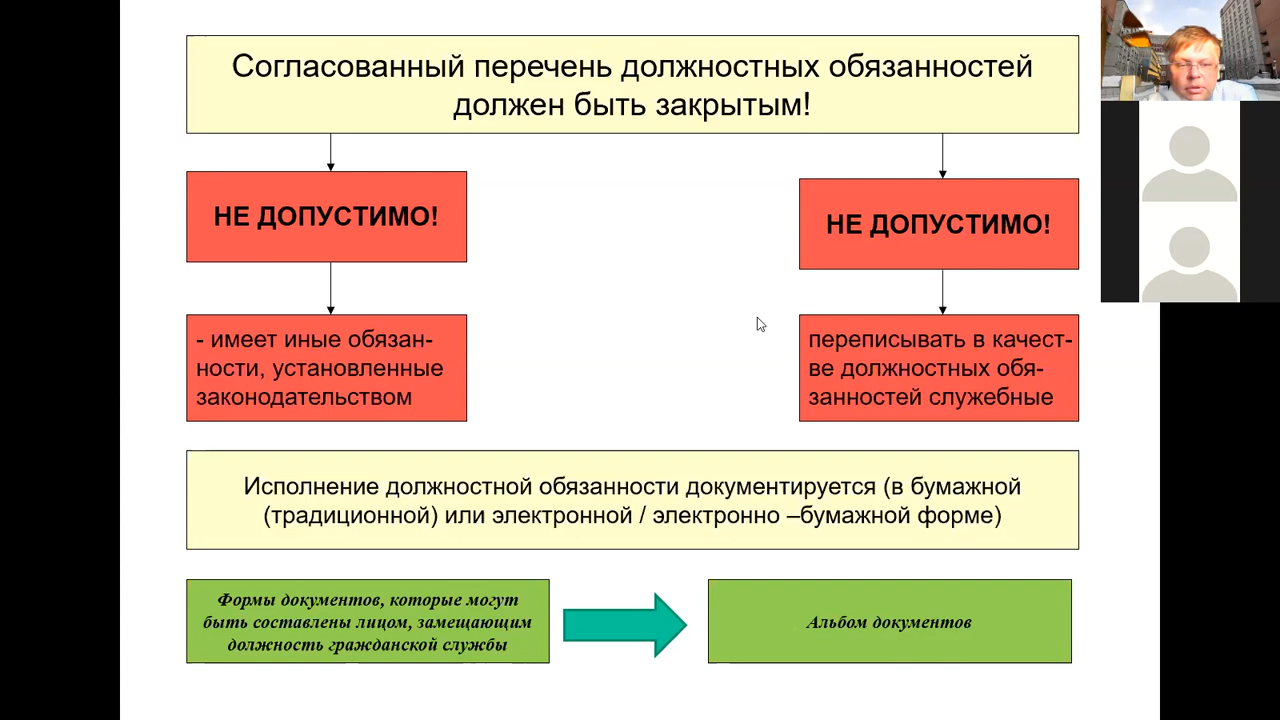 Согласованный перечень должностных обязанностей
должен быть закрытым!
НЕ ДОПУСТИМО!
НЕ ДОПУСТИМО!
- имеет иные обязан-
ности, установленные
законодательством
переписывать в качест-
ве должностных обя-
занностей служебные
Исполнение должностной обязанности документируется (в бумажной
(традиционной) или электронной / электронно –бумажной форме)
Формы документов, которые могут
быть составлены лицом, замещающим
должность гражданской службы
Альбом документов